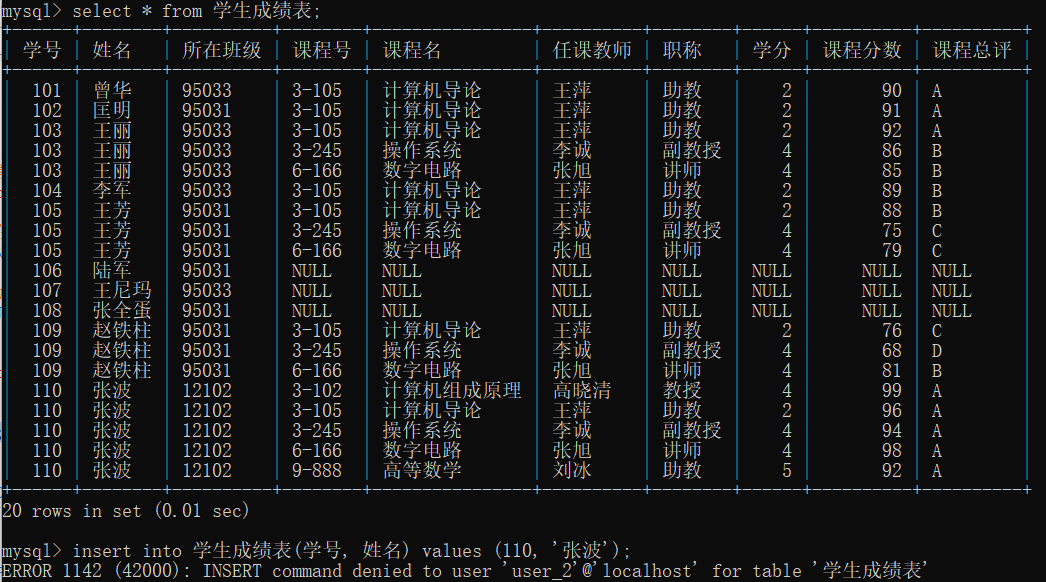 mysql> select * from 学生成绩表;
学号 姓名 所在班级 课程号 课程名 任课教师 职称 学分 课程分数 课程总评
101 曾华 95033 3-105 计算机导论 王萍 助教 2 90 A
102 匡明 95031 3-105 计算机导论 王萍 助教 2 91 A
103 王丽 95033 3-105 计算机导论 王萍 助教 2 92 A
103 王丽 95033 3-245 操作系统 李诚 副教授 4 86 B
103 王丽 95033 6-166 数字电路 张旭 讲师 4 85 B
104 李军 95033 3-105 计算机导论 王萍 助教 2 89 B
105 王芳 95031 3-105 计算机导论 王萍 助教 2 88 B
105 王芳 95031 3-245 操作系统 李诚 副教授 4 75 C
105 王芳 95031 6-166 数字电路 张旭 讲师 4 79 C
106 陆军 95031 NULL NULL NULL NULL NULL NULL NULL
107 王尼玛 95033 NULL NULL NULL NULL NULL NULL NULL
108 张全蛋 95031 NULL NULL NULL NULL NULL NULL NULL
109 赵铁柱 95031 3-105 计算机导论 王萍 助教 2 76 C
109 赵铁柱 95031 3-245 操作系统 李诚 副教授 4 68 D
109 赵铁柱 95031 6-166 数字电路 张旭 讲师 4 81 B
110 张波 12102 3-102 计算机组成原理 高晓清 教授 4 99 A
110 张波 12102 3-105 计算机导论 王萍 助教 2 96 A
110 张波 12102 3-245 操作系统 李诚 副教授 4 94 A
110 张波 12102 6-166 数字电路 张旭 讲师 4 98 A
110 张波 12102 9-888 高等数学 刘冰 助教 5 92 A
20 rows in set (0.01 sec)
mysql> insert into 学生成绩表(学号, 姓名) values (110, '张波');
ERROR 1142 (42000): INSERT command denied to user 'user_2'@'localhost' for table '学生成绩表'